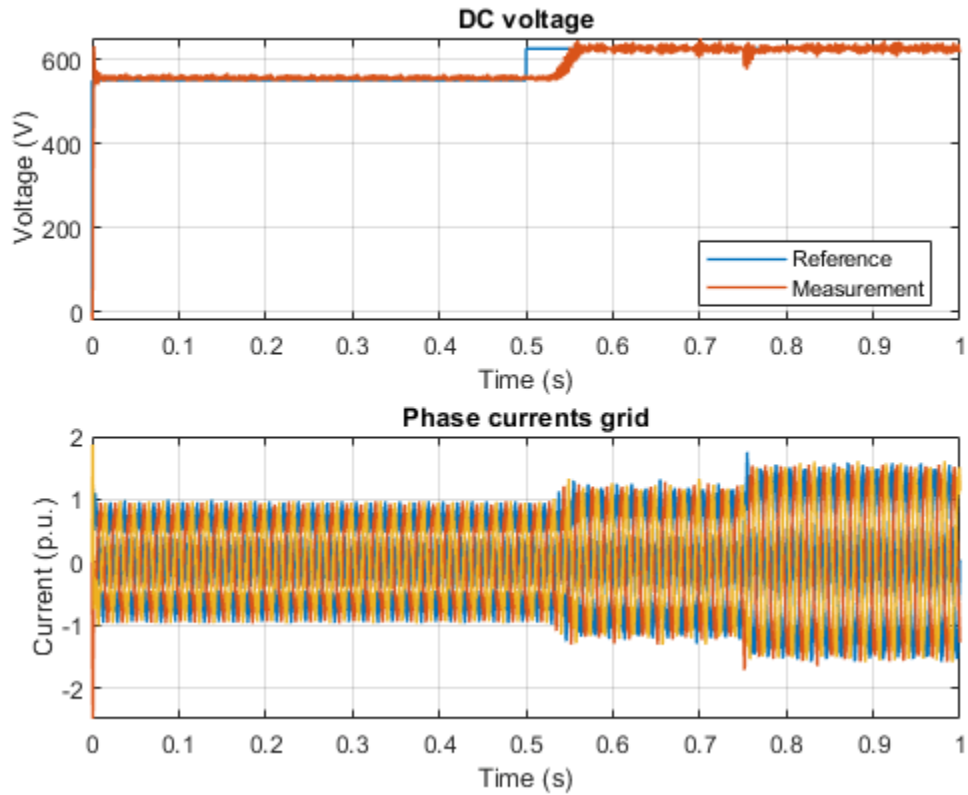 DC voltage
600
400
200
0
Voltage (V)
Reference
Measurement
0 0.1 0.2 0.3 0.4 0.5 0.6 0.7 0.8 0.9 1
Time (s)
Phase currents grid
2
1
0
-1
-2
Current (p.u.)
0 0.1 0.2 0.3 0.4 0.5 0.6 0.7 0.8 0.9 1
Time (s)